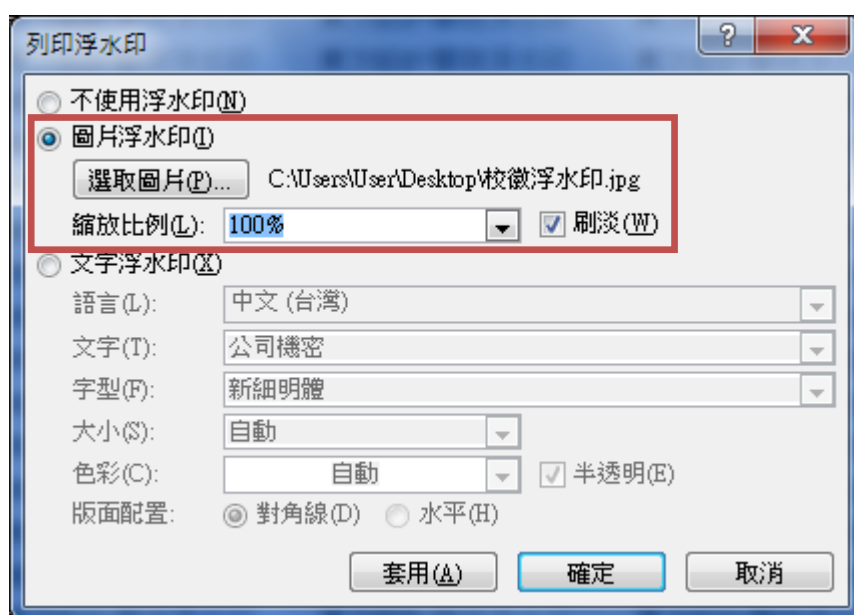 列印浮水印
不使用浮水印(N)
圖片浮水印(I)
選取圖片(P)... C:\Users\User\Desktop\校徽浮水印.jpg
縮放比例(L): 100% 刷淡(W)
文字浮水印(X)
語言(L): 中文 (台灣)
文字(T): 公司機密
字型(F): 新細明體
大小(S): 自動
色彩(C): 自動 半透明(E)
版面配置: 對角線(D) 水平(H)
套用(A) 確定 取消